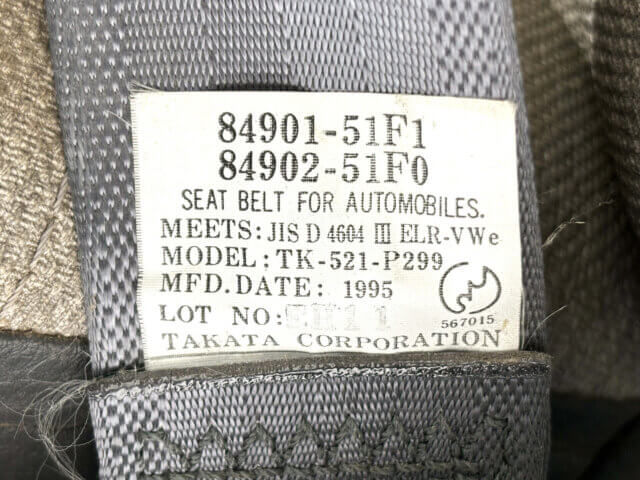 84901-51F1
84902-51F0
SEAT BELT FOR AUTOMOBILES.
MEETS: JIS D 4604 Ⅲ ELR-VWe
MODEL: TK-521-P299
MFD.DATE: 1995
LOT NO:
567015
TAKATA CORPORATION